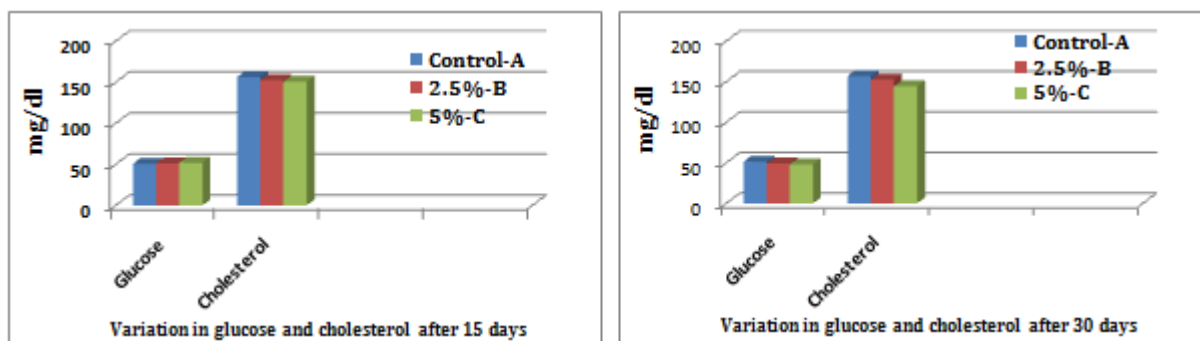 200
150
100
50
0
mg/dl
Control-A
2.5%-B
5%-C
Glucose
Cholesterol
Variation in glucose and cholesterol after 15 days
200
150
100
50
0
mg/dl
Control-A
2.5%-B
5%-C
Glucose
Cholesterol
Variation in glucose and cholesterol after 30 days